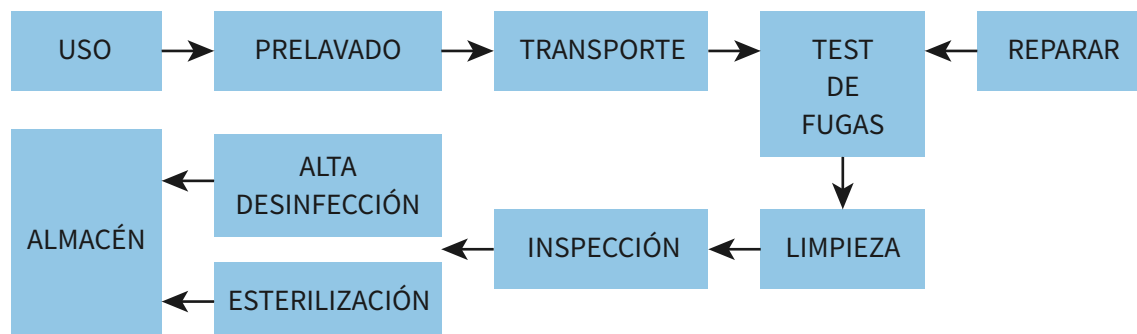 USO
PRELAVADO
TRANSPORTE
TEST
DE
FUGAS
REPARAR
ALMACÉN
ALTA
DESINFECCIÓN
INSPECCIÓN
LIMPIEZA
ESTERILIZACIÓN